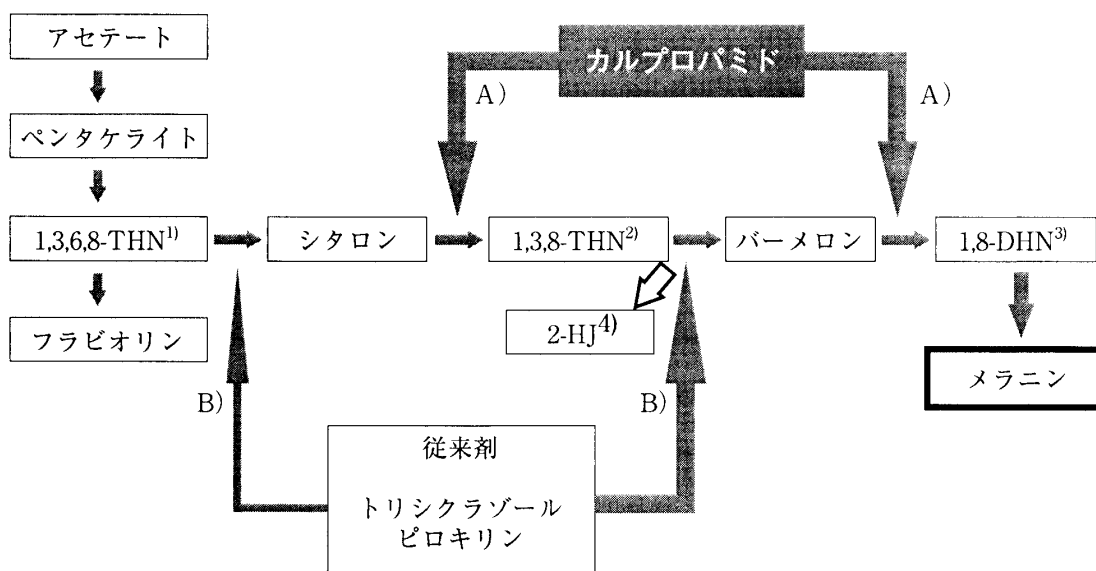 アセテート
カルプロパミド
A)
A)
ペンタケライト
1,3,6,8-THN1)
シタロン
1,3,8-THN2)
バーメロン
1,8-DHN3)
フラビオリン
2-HJ4)
メラニン
B)
B)
従来剤
トリシクラゾール
ピロキリン